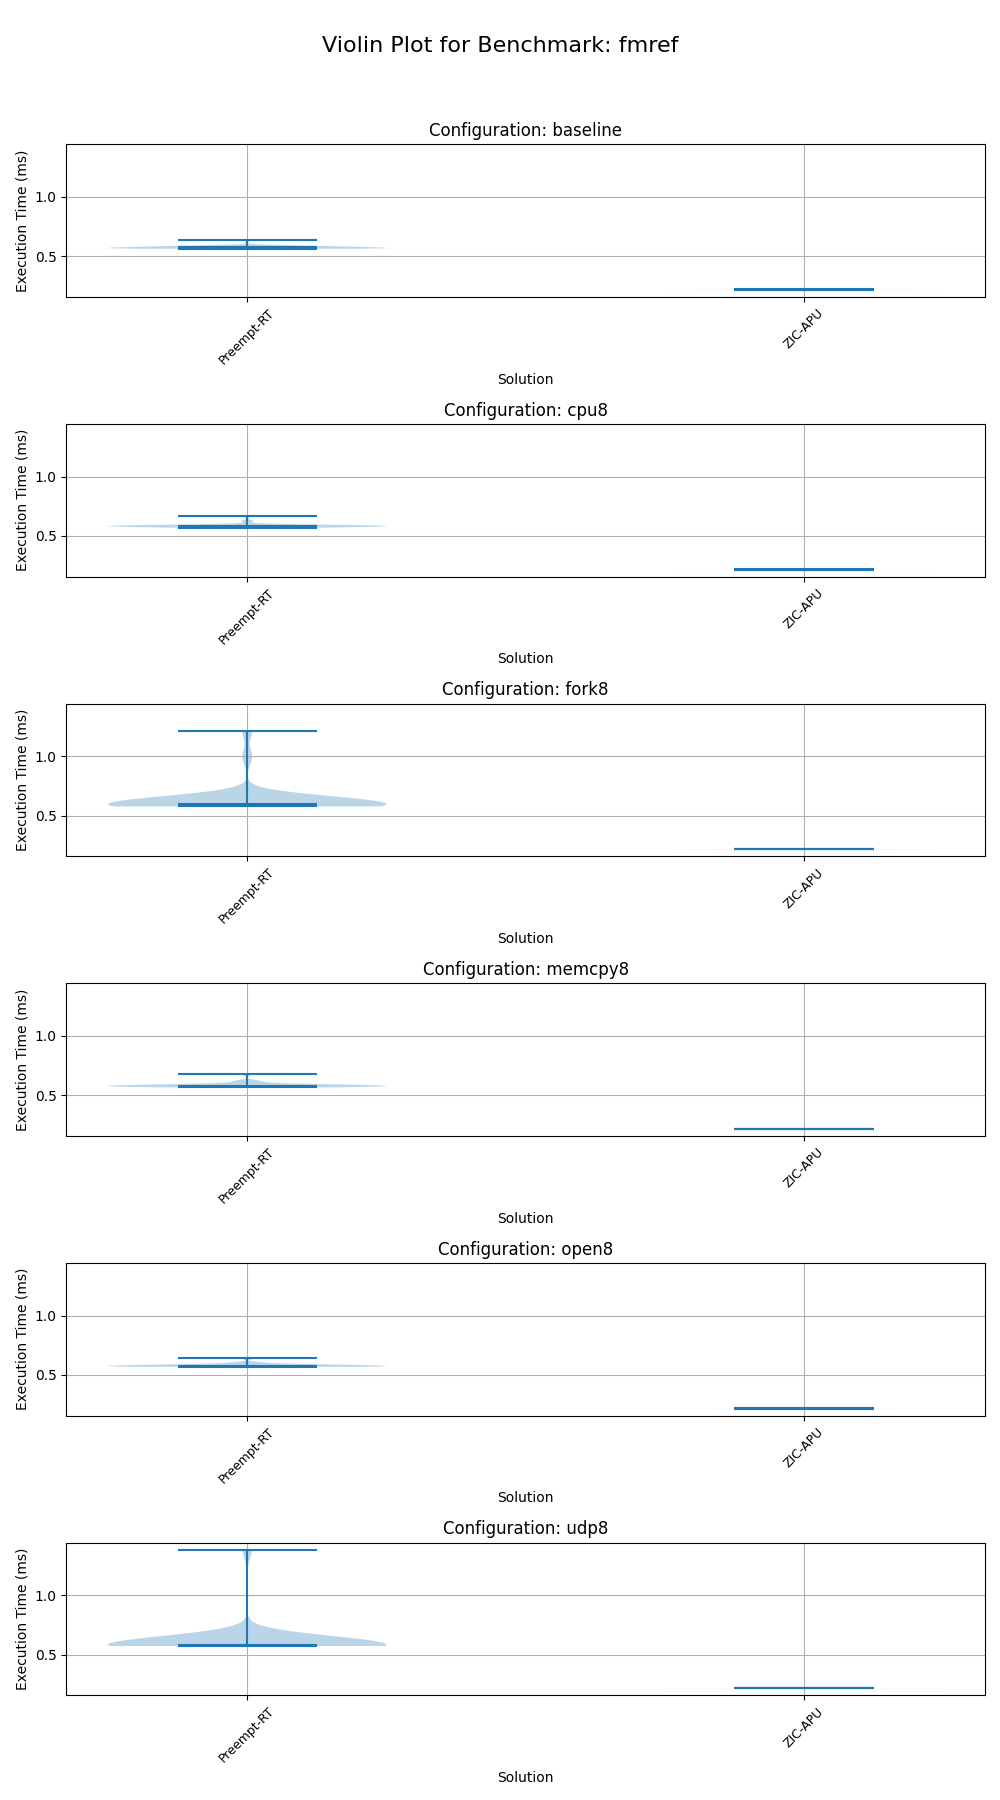 Violin Plot for Benchmark: fmref
Configuration: baseline
Execution Time (ms)
1.0
0.5
Preempt-RT
ZIC-APU
Solution
Configuration: cpu8
Execution Time (ms)
1.0
0.5
Preempt-RT
ZIC-APU
Solution
Configuration: fork8
Execution Time (ms)
1.0
0.5
Preempt-RT
ZIC-APU
Solution
Configuration: memcpy8
Execution Time (ms)
1.0
0.5
Preempt-RT
ZIC-APU
Solution
Configuration: open8
Execution Time (ms)
1.0
0.5
Preempt-RT
ZIC-APU
Solution
Configuration: udp8
Execution Time (ms)
1.0
0.5
Preempt-RT
ZIC-APU
Solution